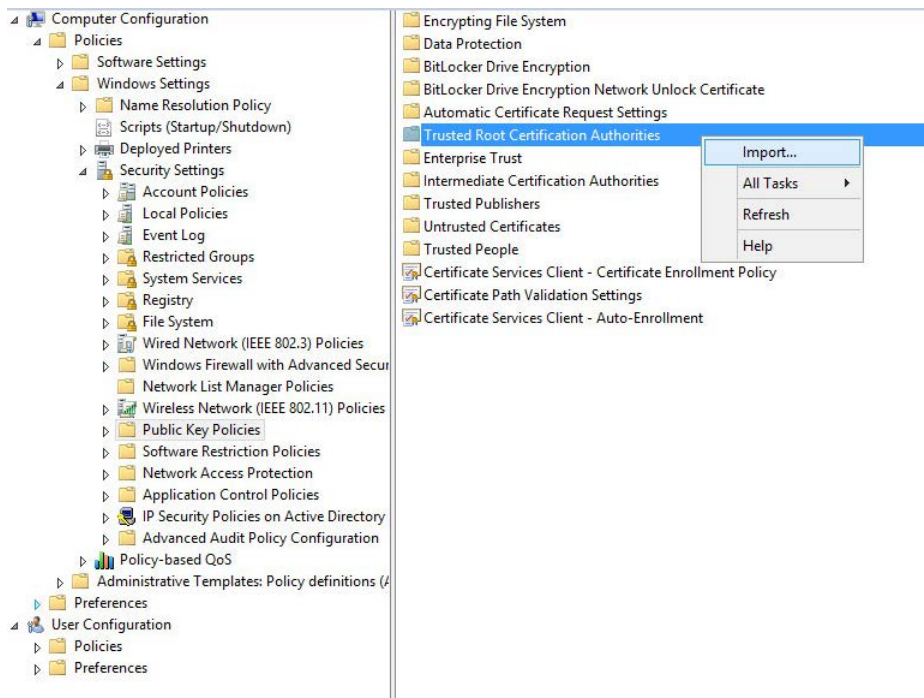 Computer Configuration
Policies
Software Settings
Windows Settings
Name Resolution Policy
Scripts (Startup/Shutdown)
Deployed Printers
Security Settings
Account Policies
Local Policies
Event Log
Restricted Groups
System Services
Registry
File System
Wired Network (IEEE 802.3) Policies
Windows Firewall with Advanced Secur
Network List Manager Policies
Wireless Network (IEEE 802.11) Policies
Public Key Policies
Software Restriction Policies
Network Access Protection
Application Control Policies
IP Security Policies on Active Directory
Advanced Audit Policy Configuration
Policy-based QoS
Administrative Templates: Policy definitions (A
Preferences
User Configuration
Policies
Preferences
Encrypting File System
Data Protection
BitLocker Drive Encryption
BitLocker Drive Encryption Network Unlock Certificate
Automatic Certificate Request Settings
Trusted Root Certification Authorities
Enterprise Trust
Intermediate Certification Authorities
Trusted Publishers
Untrusted Certificates
Trusted People
Certificate Services Client - Certificate Enrollment Policy
Certificate Path Validation Settings
Certificate Services Client - Auto-Enrollment
Import...
All Tasks
Refresh
Help